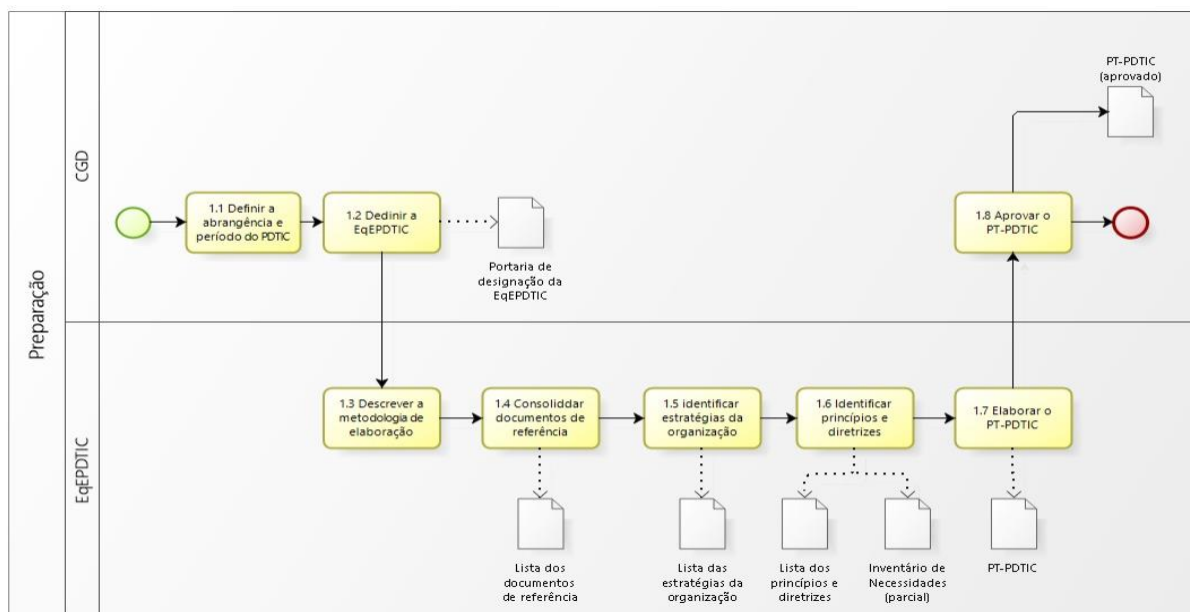 Preparação
CGD
1.1 Definir a
abrangência e
período do PDTIC
1.2 Dedinir a
EqEPDTIC
Portaria de
designação da
EqEPDTIC
1.8 Aprovar o
PT-PDTIC
PT-PDTIC
(aprovado)
EqEPDTIC
1.3 Descrever a
metodologia de
elaboração
1.4 Consoliddar
documentos de
referência
1.5 identificar
estratégias da
organização
1.6 Identificar
princípios e
diretrizes
1.7 Elaborar o
PT-PDTIC
Lista dos
documentos
de referência
Lista das
estratégias da
organização
Lista dos
princípios e
diretrizes
Inventário de
Necessidades
(parcial)
PT-PDTIC